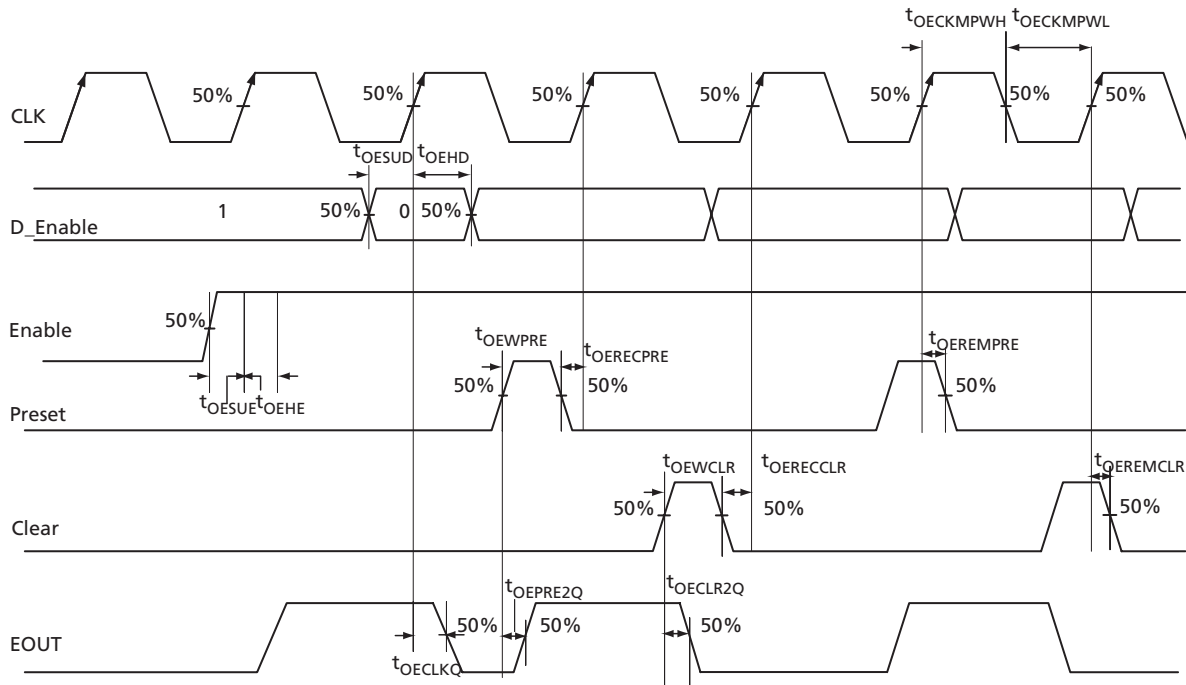 tOECKMPWH tOECKMPWL
CLK 50% 50% 50% 50% 50% 50% 50%
tOESUD tOEHD
D_Enable 1 50% 0 50%
Enable 50%
tOESUE tOEHE
tOEWPRE tOERECPRE tOEREMPRE
Preset 50% 50% 50%
tOEWCLR tOERECCLR tOEREMCLR
Clear 50% 50% 50%
tOEPRE2Q tOECLR2Q
EOUT 50% 50% 50%
tOECLKQ